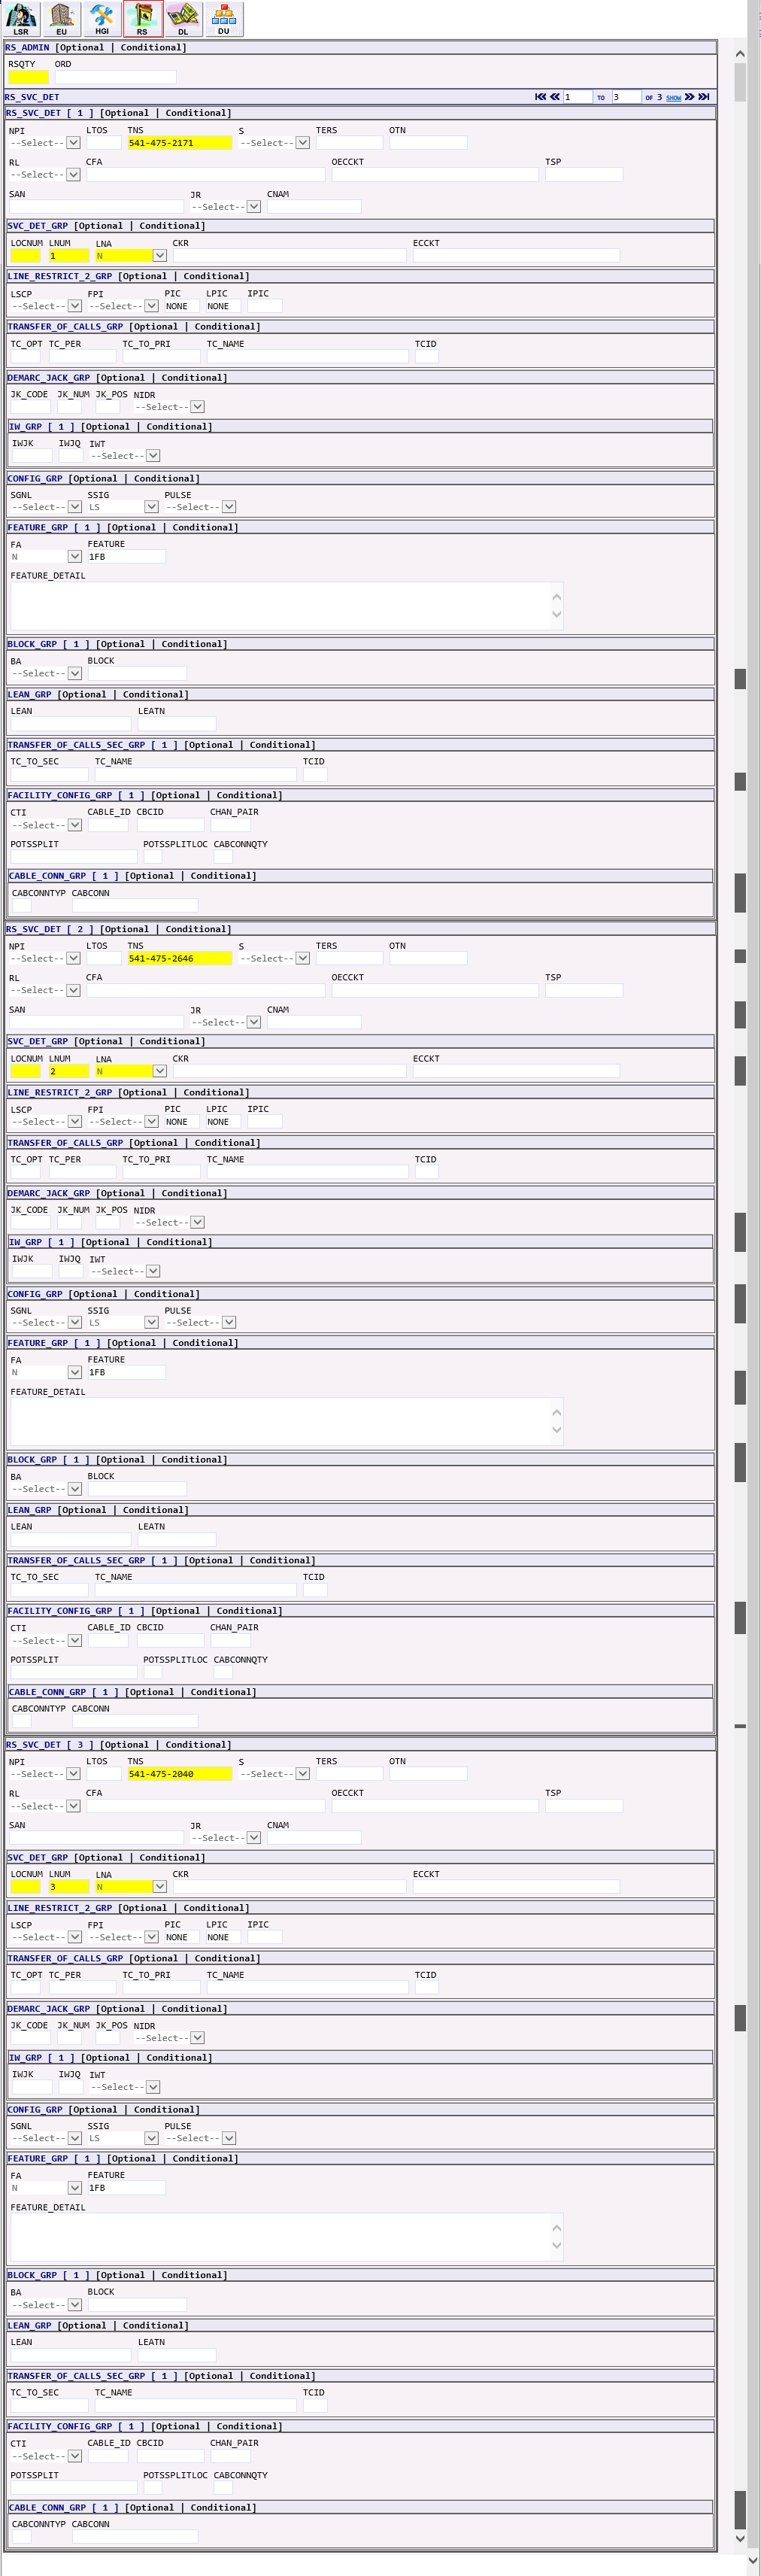 LSR EU HGI RS DL DU
RS_ADMIN [Optional | Conditional]
RSQTY ORD
RS_SVC_DET 1 TO 3 OF 3 SHOW
RS_SVC_DET [ 1 ] [Optional | Conditional]
NPI LTOS TNS S TERS OTN
--Select-- 541-475-2171 --Select--
RL CFA OECCKT TSP
--Select--
SAN JR CNAM
--Select--
SVC_DET_GRP [Optional | Conditional]
LOCNUM LNUM LNA CKR ECCKT
1 N
LINE_RESTRICT_2_GRP [Optional | Conditional]
LSCP FPI PIC LPIC IPIC
--Select-- --Select-- NONE NONE
TRANSFER_OF_CALLS_GRP [Optional | Conditional]
TC_OPT TC_PER TC_TO_PRI TC_NAME TCID
DEMARC_JACK_GRP [Optional | Conditional]
JK_CODE JK_NUM JK_POS NIDR
--Select--
IW_GRP [ 1 ] [Optional | Conditional]
IWJK IWJQ IWT
--Select--
CONFIG_GRP [Optional | Conditional]
SGNL SSIG PULSE
--Select-- LS --Select--
FEATURE_GRP [ 1 ] [Optional | Conditional]
FA FEATURE
N 1FB
FEATURE_DETAIL
BLOCK_GRP [ 1 ] [Optional | Conditional]
BA BLOCK
--Select--
LEAN_GRP [Optional | Conditional]
LEAN LEATN
TRANSFER_OF_CALLS_SEC_GRP [ 1 ] [Optional | Conditional]
TC_TO_SEC TC_NAME TCID
FACILITY_CONFIG_GRP [ 1 ] [Optional | Conditional]
CTI CABLE_ID CBCID CHAN_PAIR
--Select--
POTSSPLIT POTSSPLITLOC CABCONNQTY
CABLE_CONN_GRP [ 1 ] [Optional | Conditional]
CABCONNTYP CABCONN
RS_SVC_DET [ 2 ] [Optional | Conditional]
NPI LTOS TNS S TERS OTN
--Select-- 541-475-2646 --Select--
RL CFA OECCKT TSP
--Select--
SAN JR CNAM
--Select--
SVC_DET_GRP [Optional | Conditional]
LOCNUM LNUM LNA CKR ECCKT
2 N
LINE_RESTRICT_2_GRP [Optional | Conditional]
LSCP FPI PIC LPIC IPIC
--Select-- --Select-- NONE NONE
TRANSFER_OF_CALLS_GRP [Optional | Conditional]
TC_OPT TC_PER TC_TO_PRI TC_NAME TCID
DEMARC_JACK_GRP [Optional | Conditional]
JK_CODE JK_NUM JK_POS NIDR
--Select--
IW_GRP [ 1 ] [Optional | Conditional]
IWJK IWJQ IWT
--Select--
CONFIG_GRP [Optional | Conditional]
SGNL SSIG PULSE
--Select-- LS --Select--
FEATURE_GRP [ 1 ] [Optional | Conditional]
FA FEATURE
N 1FB
FEATURE_DETAIL
BLOCK_GRP [ 1 ] [Optional | Conditional]
BA BLOCK
--Select--
LEAN_GRP [Optional | Conditional]
LEAN LEATN
TRANSFER_OF_CALLS_SEC_GRP [ 1 ] [Optional | Conditional]
TC_TO_SEC TC_NAME TCID
FACILITY_CONFIG_GRP [ 1 ] [Optional | Conditional]
CTI CABLE_ID CBCID CHAN_PAIR
--Select--
POTSSPLIT POTSSPLITLOC CABCONNQTY
CABLE_CONN_GRP [ 1 ] [Optional | Conditional]
CABCONNTYP CABCONN
RS_SVC_DET [ 3 ] [Optional | Conditional]
NPI LTOS TNS S TERS OTN
--Select-- 541-475-2040 --Select--
RL CFA OECCKT TSP
--Select--
SAN JR CNAM
--Select--
SVC_DET_GRP [Optional | Conditional]
LOCNUM LNUM LNA CKR ECCKT
3 N
LINE_RESTRICT_2_GRP [Optional | Conditional]
LSCP FPI PIC LPIC IPIC
--Select-- --Select-- NONE NONE
TRANSFER_OF_CALLS_GRP [Optional | Conditional]
TC_OPT TC_PER TC_TO_PRI TC_NAME TCID
DEMARC_JACK_GRP [Optional | Conditional]
JK_CODE JK_NUM JK_POS NIDR
--Select--
IW_GRP [ 1 ] [Optional | Conditional]
IWJK IWJQ IWT
--Select--
CONFIG_GRP [Optional | Conditional]
SGNL SSIG PULSE
--Select-- LS --Select--
FEATURE_GRP [ 1 ] [Optional | Conditional]
FA FEATURE
N 1FB
FEATURE_DETAIL
BLOCK_GRP [ 1 ] [Optional | Conditional]
BA BLOCK
--Select--
LEAN_GRP [Optional | Conditional]
LEAN LEATN
TRANSFER_OF_CALLS_SEC_GRP [ 1 ] [Optional | Conditional]
TC_TO_SEC TC_NAME TCID
FACILITY_CONFIG_GRP [ 1 ] [Optional | Conditional]
CTI CABLE_ID CBCID CHAN_PAIR
--Select--
POTSSPLIT POTSSPLITLOC CABCONNQTY
CABLE_CONN_GRP [ 1 ] [Optional | Conditional]
CABCONNTYP CABCONN